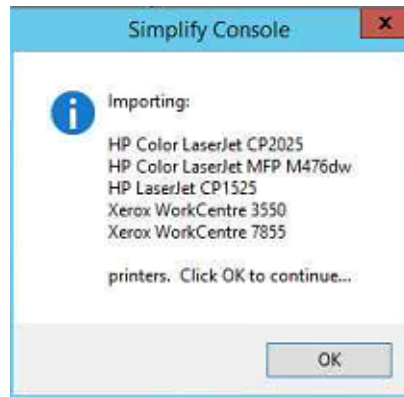 Simplify Console
x
Importing:
HP Color LaserJet CP2025
HP Color LaserJet MFP M476dw
HP LaserJet CP1525
Xerox WorkCentre 3550
Xerox WorkCentre 7855
printers. Click OK to continue...
OK